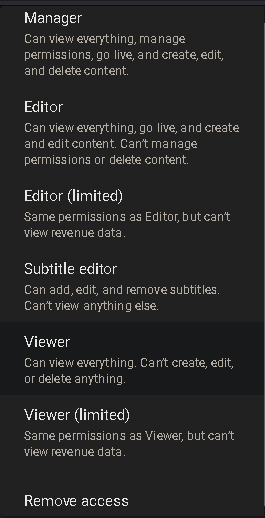 Manager
Can view everything, manage
permissions, go live, and create, edit,
and delete content.
Editor
Can view everything, go live, and create
and edit content. Can't manage
permissions or delete content.
Editor (limited)
Same permissions as Editor, but can't
view revenue data.
Subtitle editor
Can add, edit, and remove subtitles.
Can't view anything else.
Viewer
Can view everything. Can't create, edit,
or delete anything.
Viewer (limited)
Same permissions as Viewer, but can't
view revenue data.
Remove access